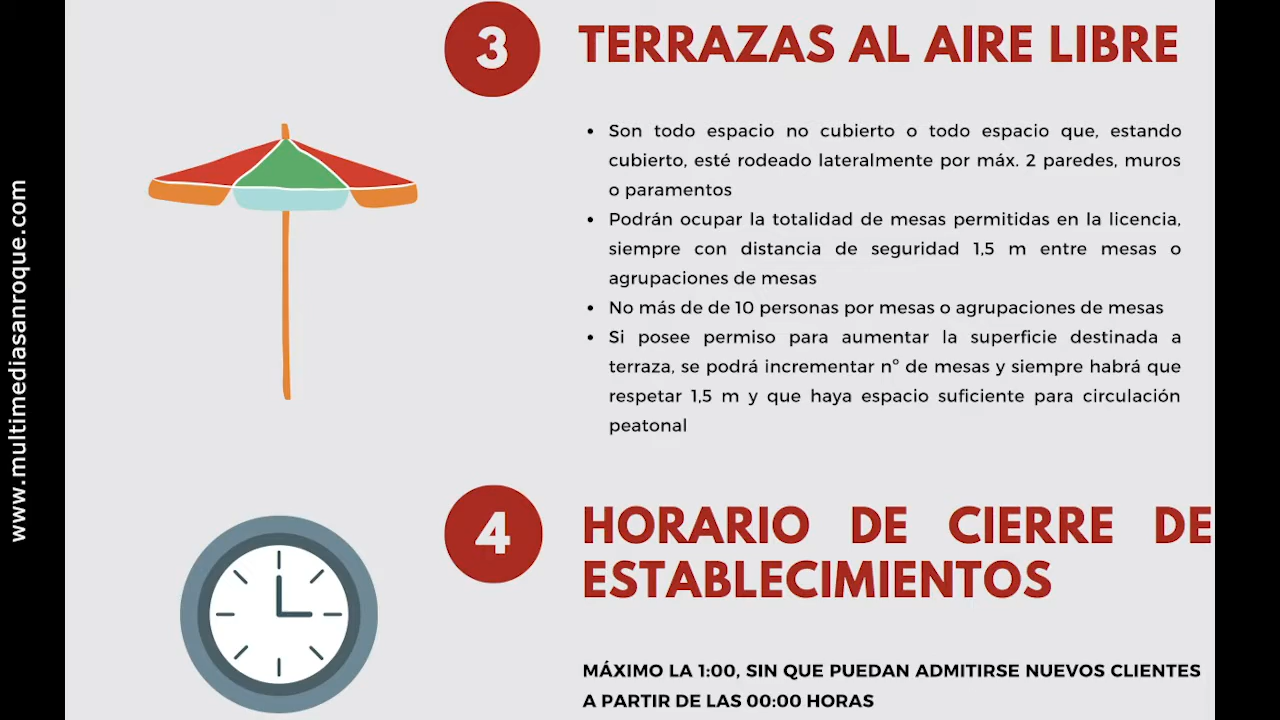 www.multimediasanroque.com
3
TERRAZAS AL AIRE LIBRE
• Son todo espacio no cubierto o todo espacio que, estando
cubierto, esté rodeado lateralmente por máx. 2 paredes, muros
o paramentos
• Podrán ocupar la totalidad de mesas permitidas en la licencia,
siempre con distancia de seguridad 1,5 m entre mesas o
agrupaciones de mesas
• No más de de 10 personas por mesas o agrupaciones de mesas
• Si posee permiso para aumentar la superficie destinada a
terraza, se podrá incrementar nº de mesas y siempre habrá que
respetar 1,5 m y que haya espacio suficiente para circulación
peatonal
4
HORARIO DE CIERRE DE
ESTABLECIMIENTOS
MÁXIMO LA 1:00, SIN QUE PUEDAN ADMITIRSE NUEVOS CLIENTES
A PARTIR DE LAS 00:00 HORAS